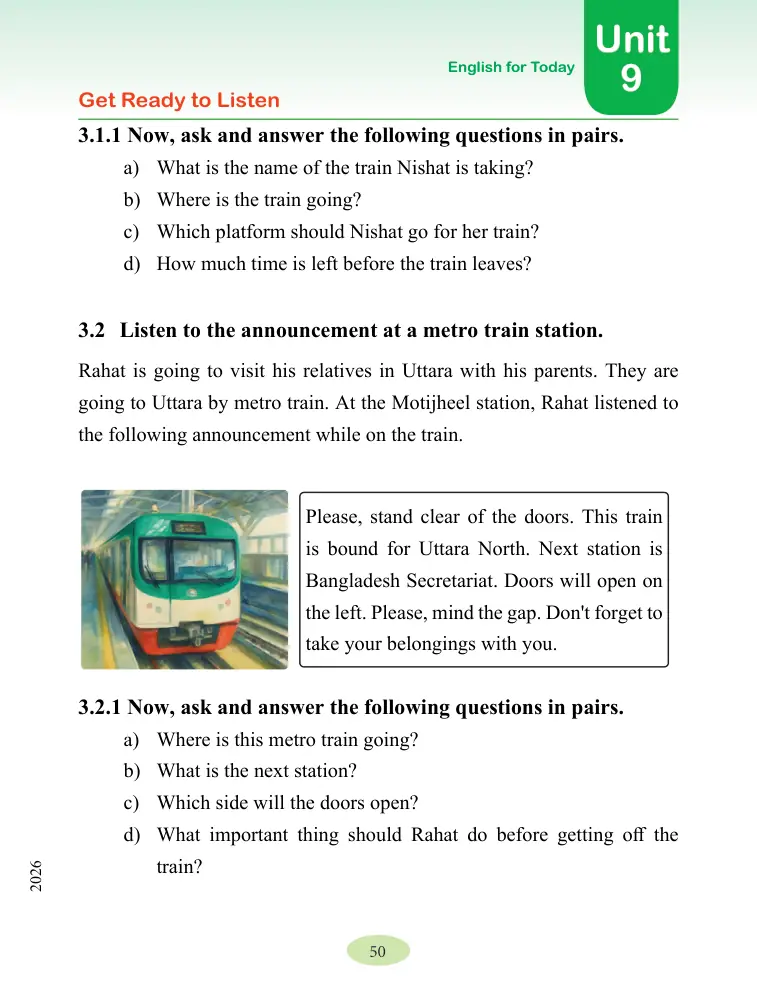 Unit
9
English for Today
Get Ready to Listen
3.1.1 Now, ask and answer the following questions in pairs.
a) What is the name of the train Nishat is taking?
b) Where is the train going?
c) Which platform should Nishat go for her train?
d) How much time is left before the train leaves?
3.2 Listen to the announcement at a metro train station.
Rahat is going to visit his relatives in Uttara with his parents. They are
going to Uttara by metro train. At the Motijheel station, Rahat listened to
the following announcement while on the train.
Please, stand clear of the doors. This train
is bound for Uttara North. Next station is
Bangladesh Secretariat. Doors will open on
the left. Please, mind the gap. Don't forget to
take your belongings with you.
3.2.1 Now, ask and answer the following questions in pairs.
a) Where is this metro train going?
b) What is the next station?
c) Which side will the doors open?
d) What important thing should Rahat do before getting off the
train?
2026
50